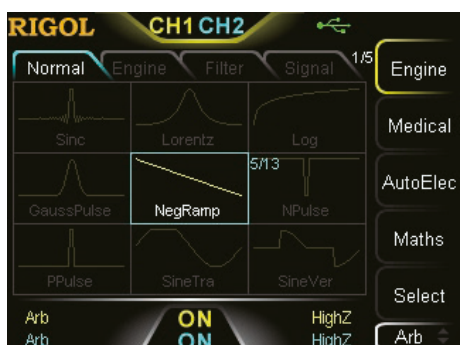 RIGOL CH1 CH2
Normal Engine Filter Signal 1/5 Engine
Sinc Lorentz Log Medical
5/13 AutoElec
GaussPulse NegRamp NPulse
Maths
PPulse SineTra SineVer Select
Arb ON HighZ Arb
Arb ON HighZ